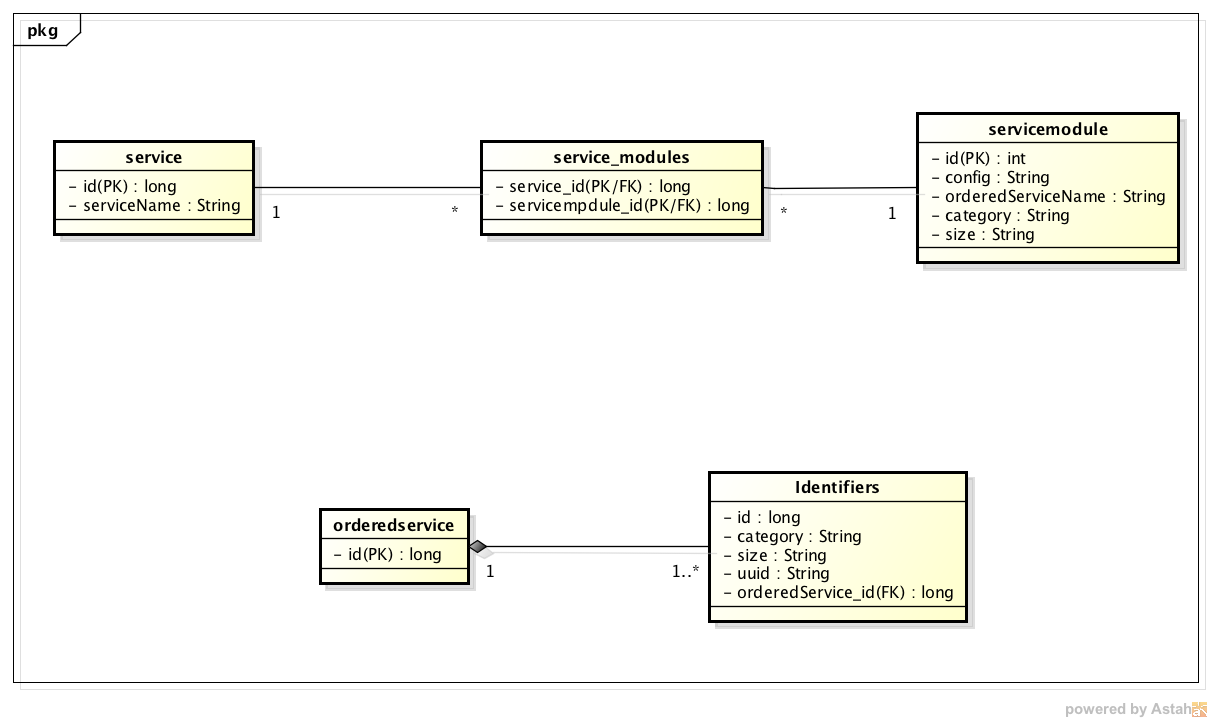 pkg
service
- id(PK) : long
- serviceName : String
1
*
service_modules
- service_id(PK/FK) : long
- servicempdule_id(PK/FK) : long
*
1
servicemodule
- id(PK) : int
- config : String
- orderedServiceName : String
- category : String
- size : String
orderedservice
- id(PK) : long
1
1..*
Identifiers
- id : long
- category : String
- size : String
- uuid : String
- orderedService_id(FK) : long
powered by Astah